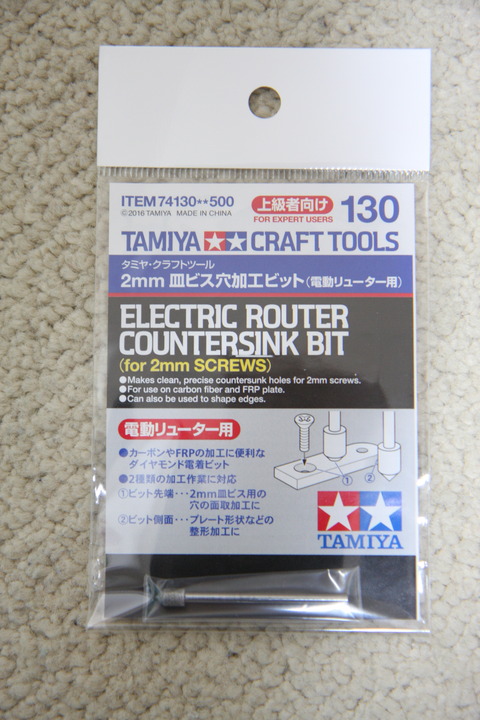 ITEM 74130**500
©2016 TAMIYA MADE IN CHINA
上級者向け
FOR EXPERT USERS
130
TAMIYA CRAFT TOOLS
タミヤ・クラフトツール
2mm 皿ビス穴加工ビット(電動リューター用)
ELECTRIC ROUTER
COUNTERSINK BIT
(for 2mm SCREWS)
●Makes clean, precise countersunk holes for 2mm screws.
●For use on carbon fiber and FRP plate.
●Can also be used to shape edges.
電動リューター用
●カーボンやFRPの加工に便利な
ダイヤモンド電着ビット
●2種類の加工作業に対応
①ビット先端・・・2mm皿ビス用の
穴の面取加工に
②ビット側面・・・プレート形状などの
整形加工に
①
②
TAMIYA